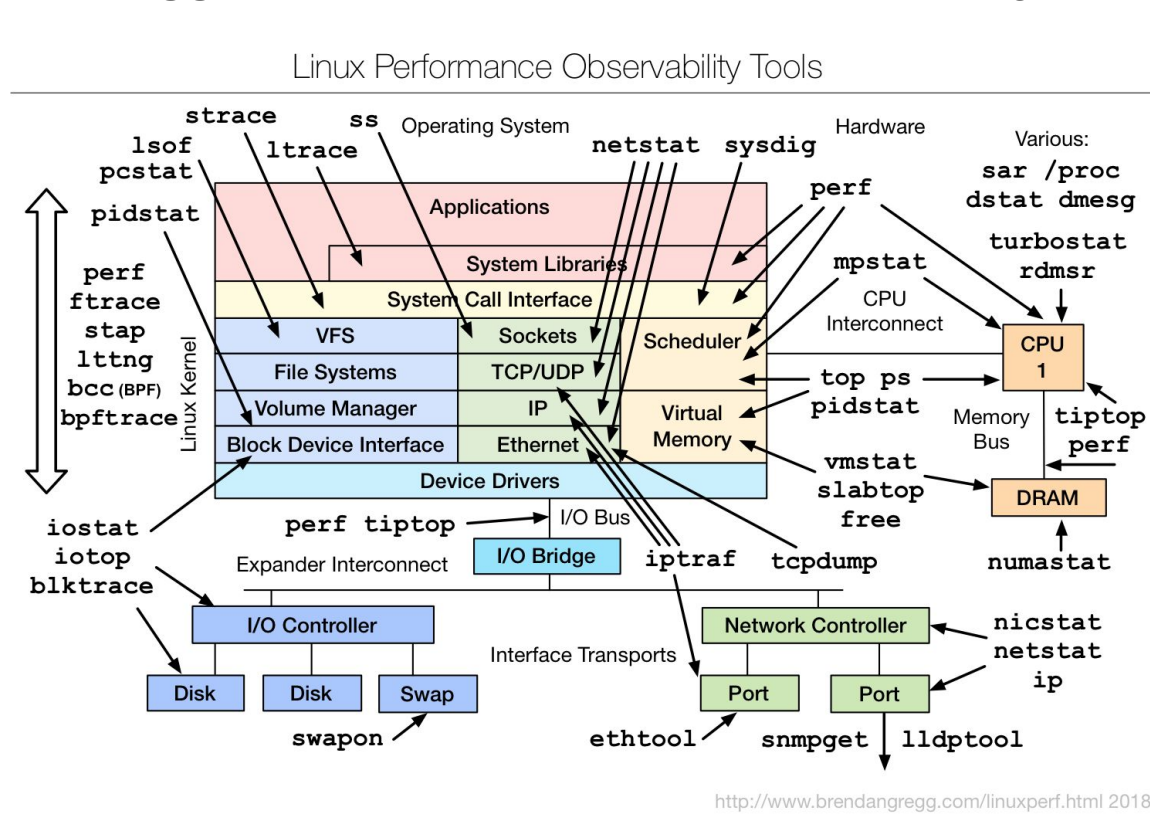 Linux Performance Observability Tools
strace
ss
Operating System
Hardware
Various:
lsof
ltrace
netstat
sysdig
pcstat
sar /proc
dstat dmesg
perf
pidstat
Applications
turbostat
rdmsr
System Libraries
mpstat
perf
ftrace
stap
lttng
bcc (BPF)
bpftrace
Linux Kernel
System Call Interface
CPU
Interconnect
VFS
Sockets
Scheduler
CPU
1
File Systems
TCP/UDP
top ps
pidstat
Volume Manager
IP
Virtual
Memory
Memory
Bus
tiptop
perf
Block Device Interface
Ethernet
vmstat
slabtop
free
Device Drivers
DRAM
iostat
iotop
blktrace
perf tiptop
I/O Bus
I/O Bridge
iptraf
tcpdump
numastat
Expander Interconnect
I/O Controller
Network Controller
nicstat
netstat
ip
Interface Transports
Disk
Disk
Swap
Port
Port
swapon
ethtool
snmpget
lldptool
http://www.brendangregg.com/linuxperf.html 2018